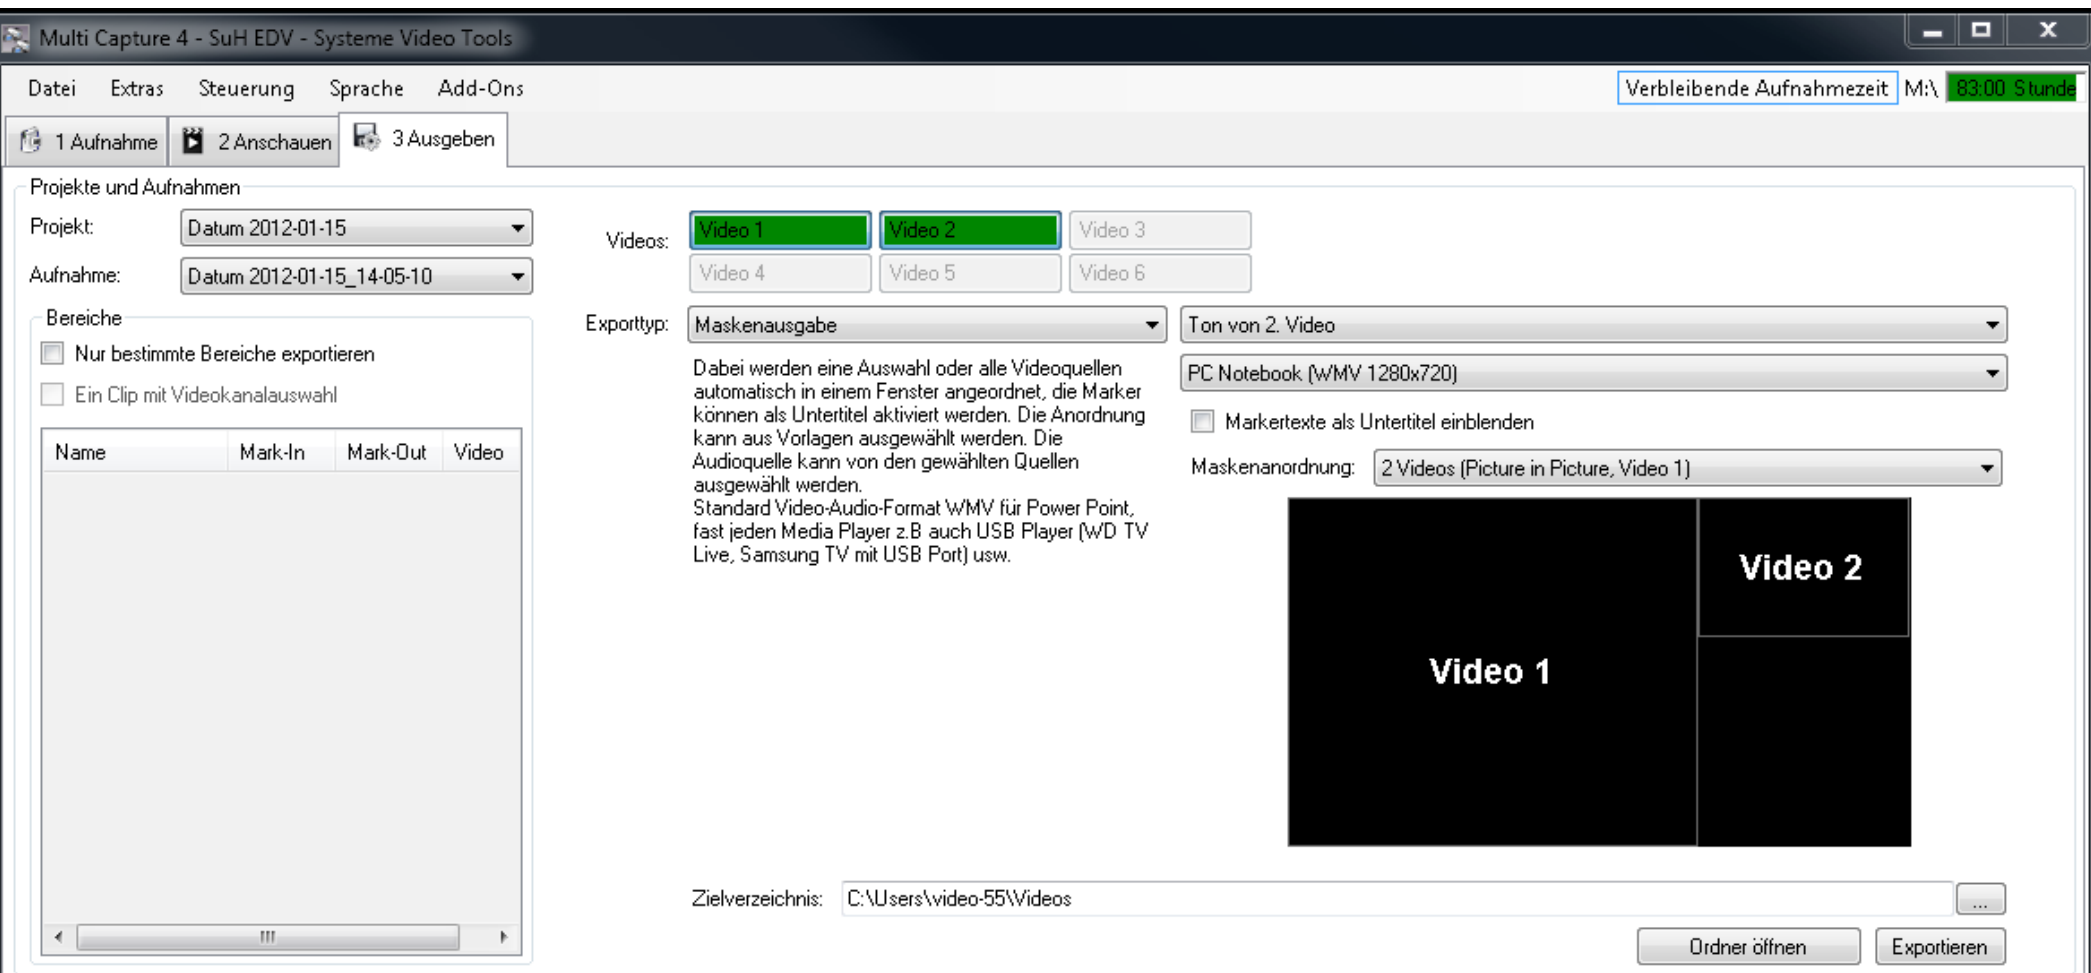 Multi Capture 4 - SuH EDV - Systeme Video Tools
Datei Extras Steuerung Sprache Add-Ons
Verbleibende Aufnahmezeit M:\ 83:00 Stunde
1 Aufnahme 2 Anschauen 3 Ausgeben
Projekte und Aufnahmen
Projekt: Datum 2012-01-15
Aufnahme: Datum 2012-01-15_14-05-10
Videos: Video 1 Video 2 Video 3
Video 4 Video 5 Video 6
Bereiche
Nur bestimmte Bereiche exportieren
Ein Clip mit Videokanalauswahl
Name Mark-In Mark-Out Video
Exporttyp: Maskenausgabe
Dabei werden eine Auswahl oder alle Videoquellen
automatisch in einem Fenster angeordnet, die Marker
können als Untertitel aktiviert werden. Die Anordnung
kann aus Vorlagen ausgewählt werden. Die
Audioquelle kann von den gewählten Quellen
ausgewählt werden.
Standard Video-Audio-Format WMV für Power Point,
fast jeden Media Player z.B auch USB Player (WD TV
Live, Samsung TV mit USB Port) usw.
Ton von 2. Video
PC Notebook (WMV 1280x720)
Markertexte als Untertitel einblenden
Maskenanordnung: 2 Videos (Picture in Picture, Video 1)
Video 2
Video 1
Zielverzeichnis: C:\Users\video-55\Videos ...
Ordner öffnen Exportieren